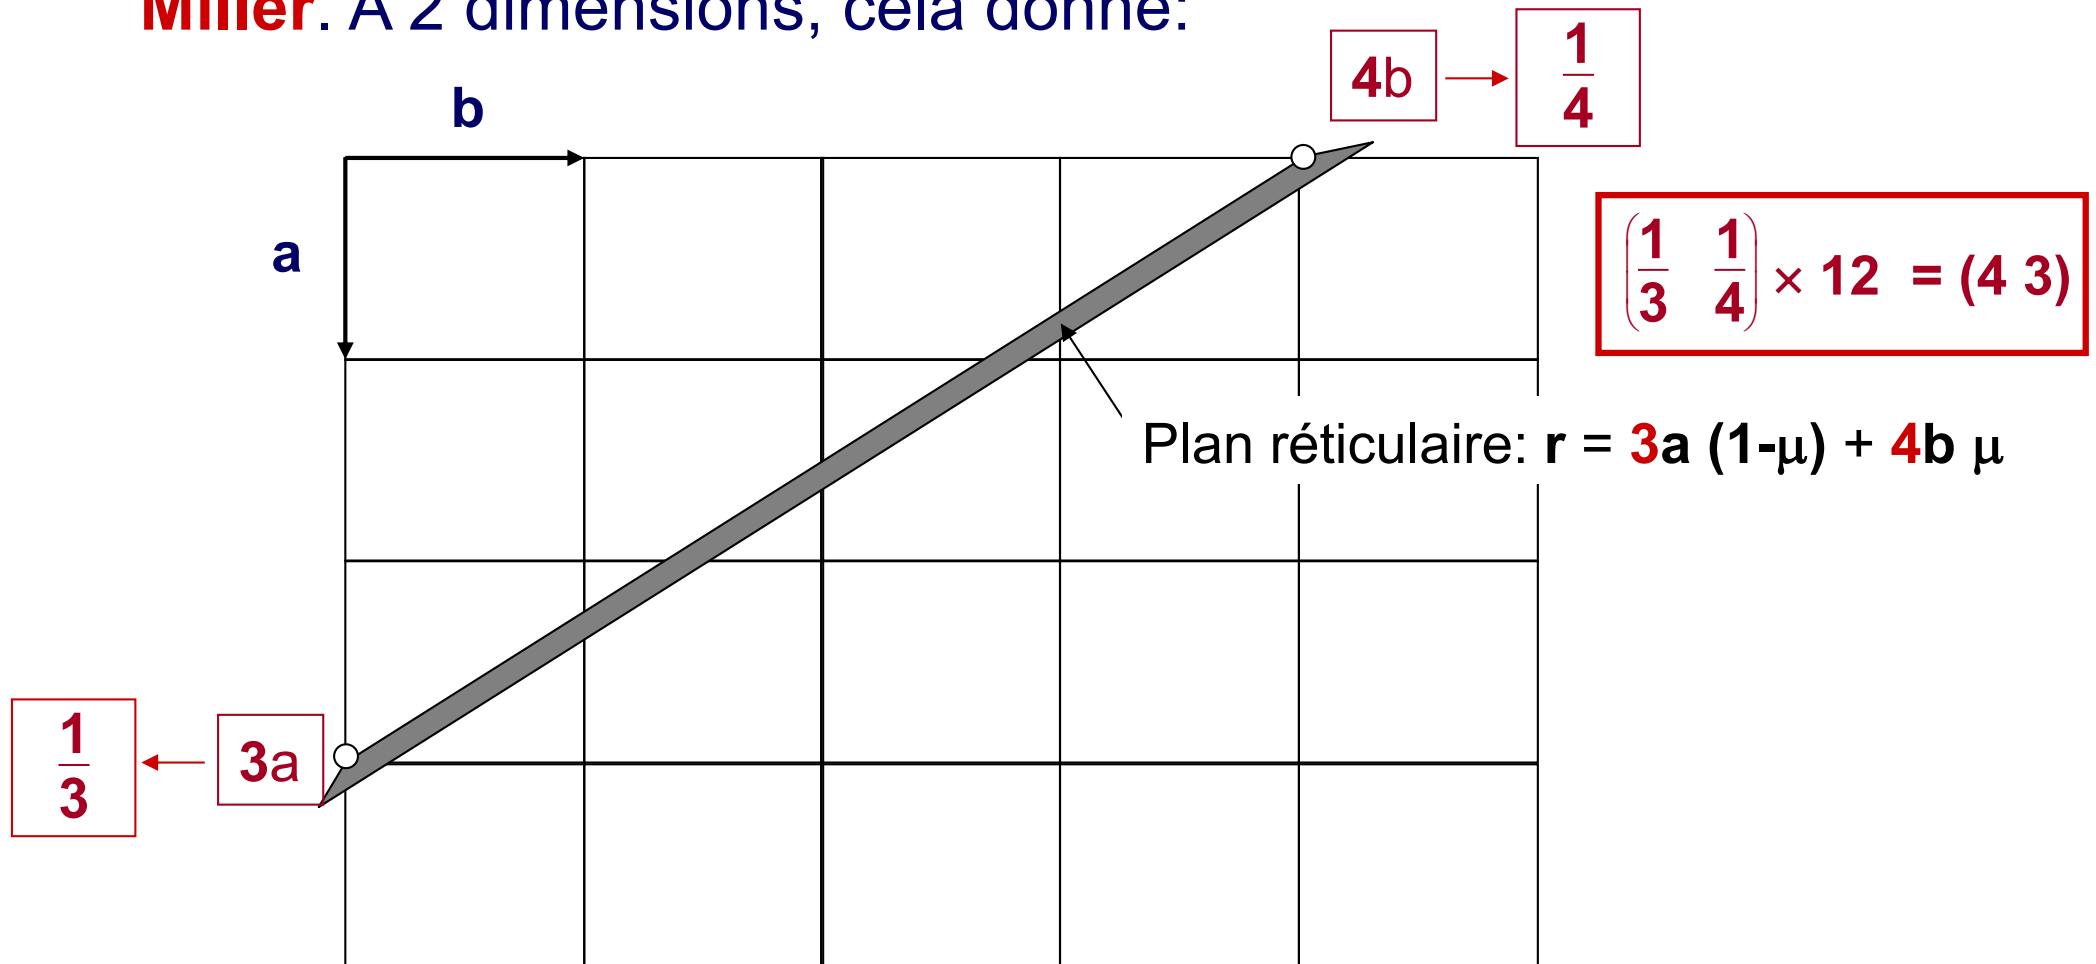 Miller. A 2 dimensions, cela donne:
4b
1/4
b
a
(1/3 1/4) × 12 = (4 3)
Plan réticulaire: r = 3a (1-μ) + 4b μ
1/3
3a